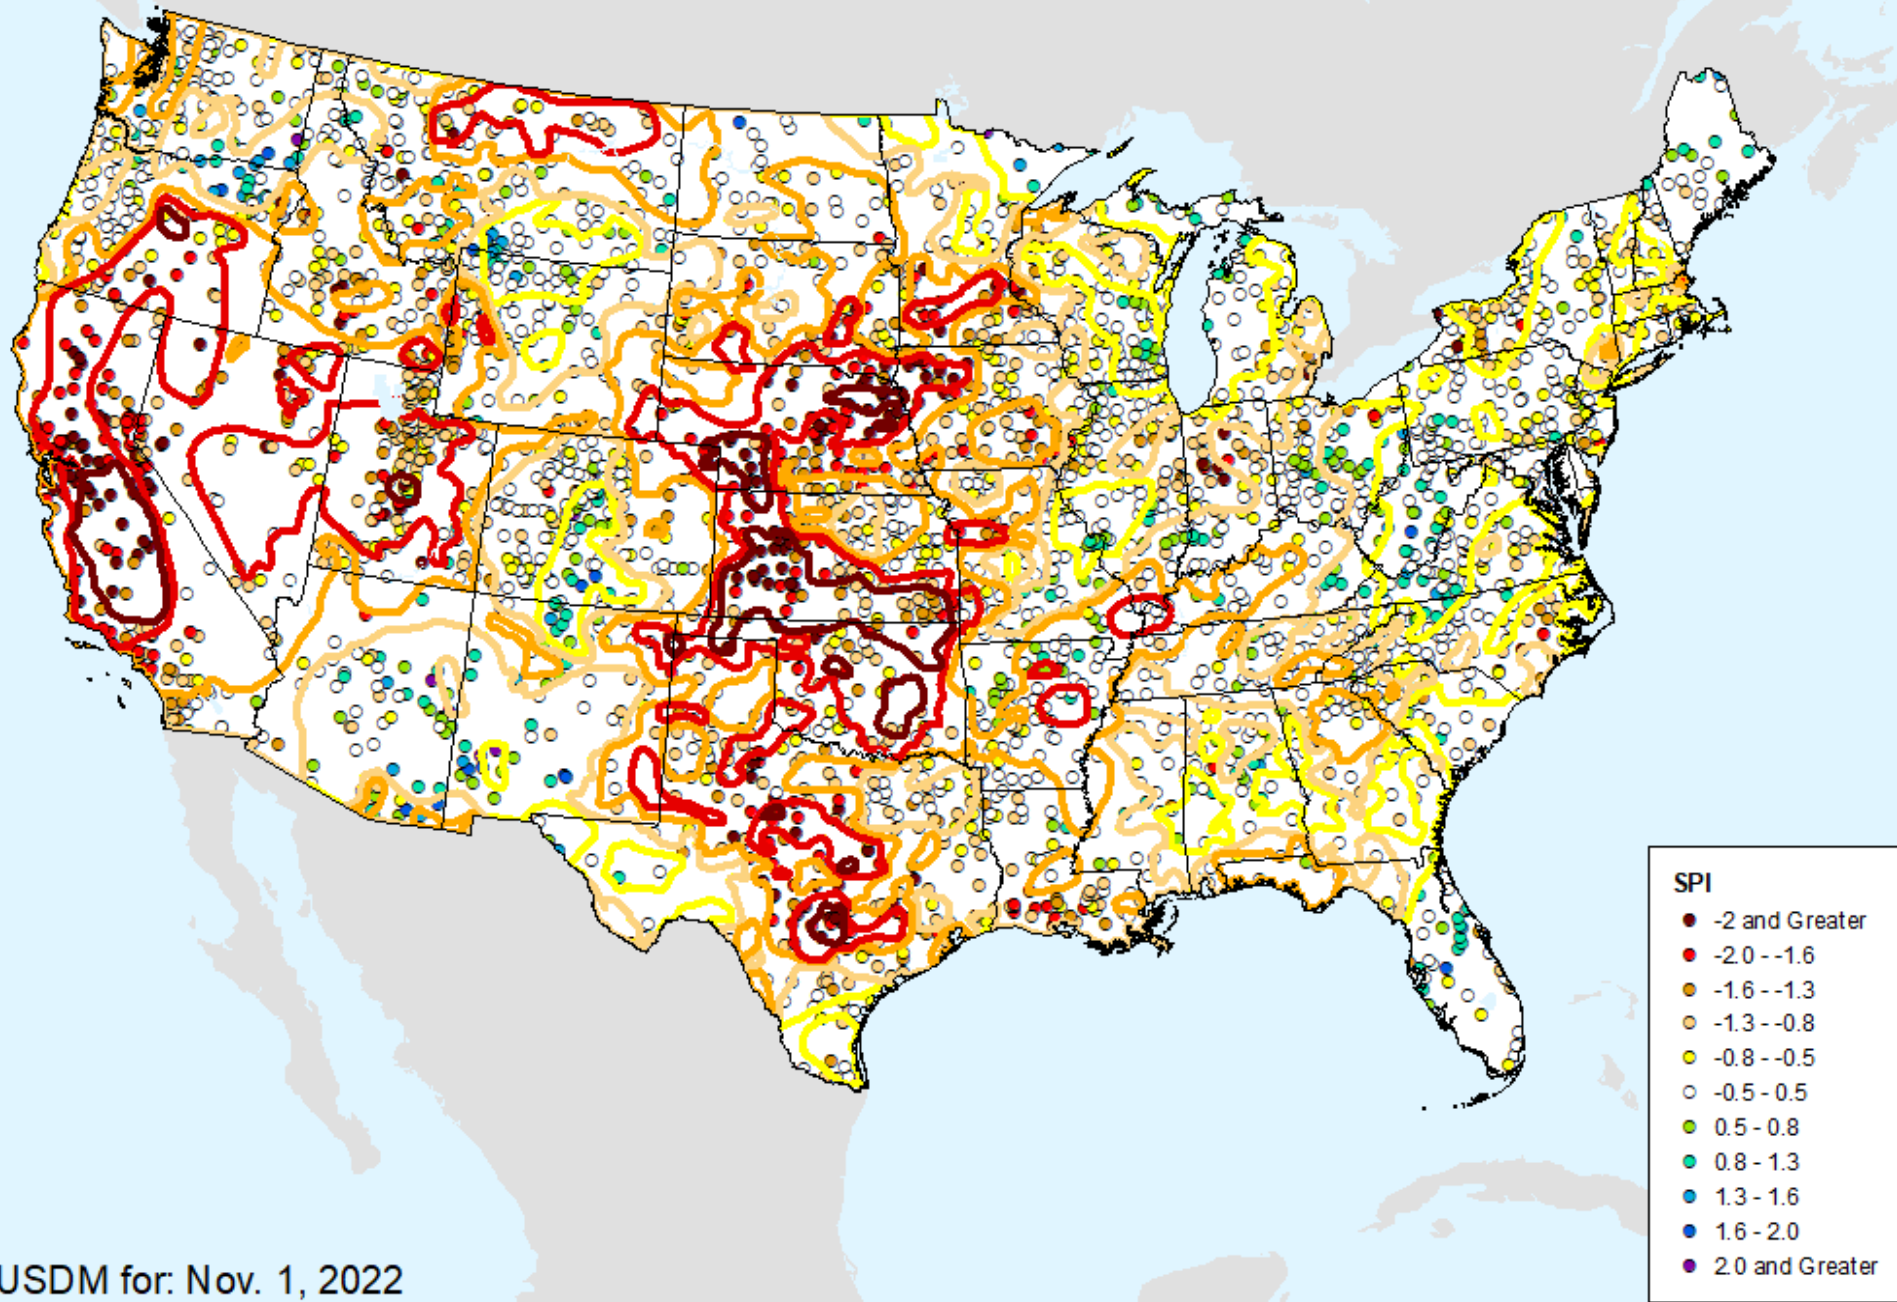 SPI
-2 and Greater
-2.0 - -1.6
-1.6 - -1.3
-1.3 - -0.8
-0.8 - -0.5
-0.5 - 0.5
0.5 - 0.8
0.8 - 1.3
1.3 - 1.6
1.6 - 2.0
2.0 and Greater
USDM for: Nov. 1, 2022